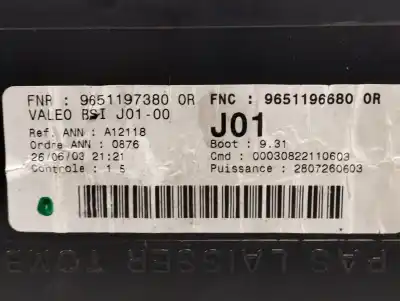 FNR : 9651197380 OR
FNC : 9651196680 OR
VALEO BSI J01-00
J01
Ref. ANN : A12118
Ordre ANN : 0876
Boot : 9.31
26/06/03 21:21
Cmd : 00030822110603
Controle : 1 5
Puissance : 2807260603
PAS LAISSER TOMB